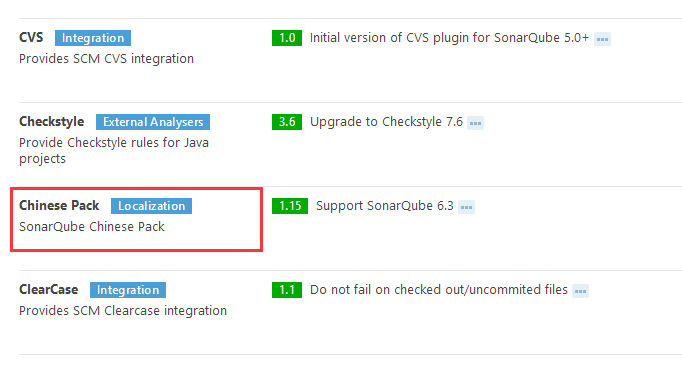 CVS Integration 1.0 Initial version of CVS plugin for SonarQube 5.0+ ...
Provides SCM CVS integration
Checkstyle External Analysers 3.6 Upgrade to Checkstyle 7.6 ...
Provide Checkstyle rules for Java
projects
Chinese Pack Localization 1.15 Support SonarQube 6.3 ...
SonarQube Chinese Pack
ClearCase Integration 1.1 Do not fail on checked out/uncommited files ...
Provides SCM Clearcase integration